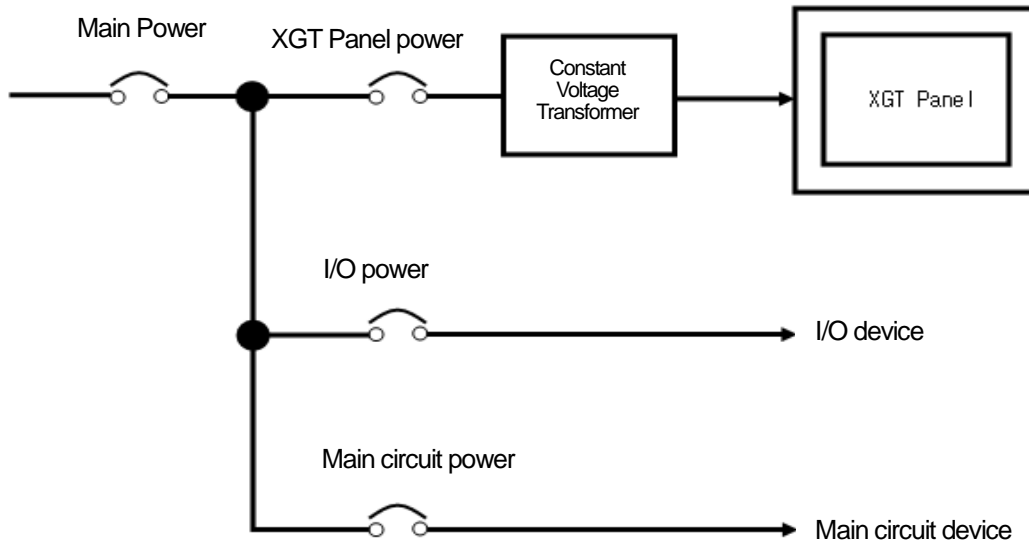 Main Power
XGT Panel power
Constant
Voltage
Transformer
XGT Panel
I/O power
I/O device
Main circuit power
Main circuit device